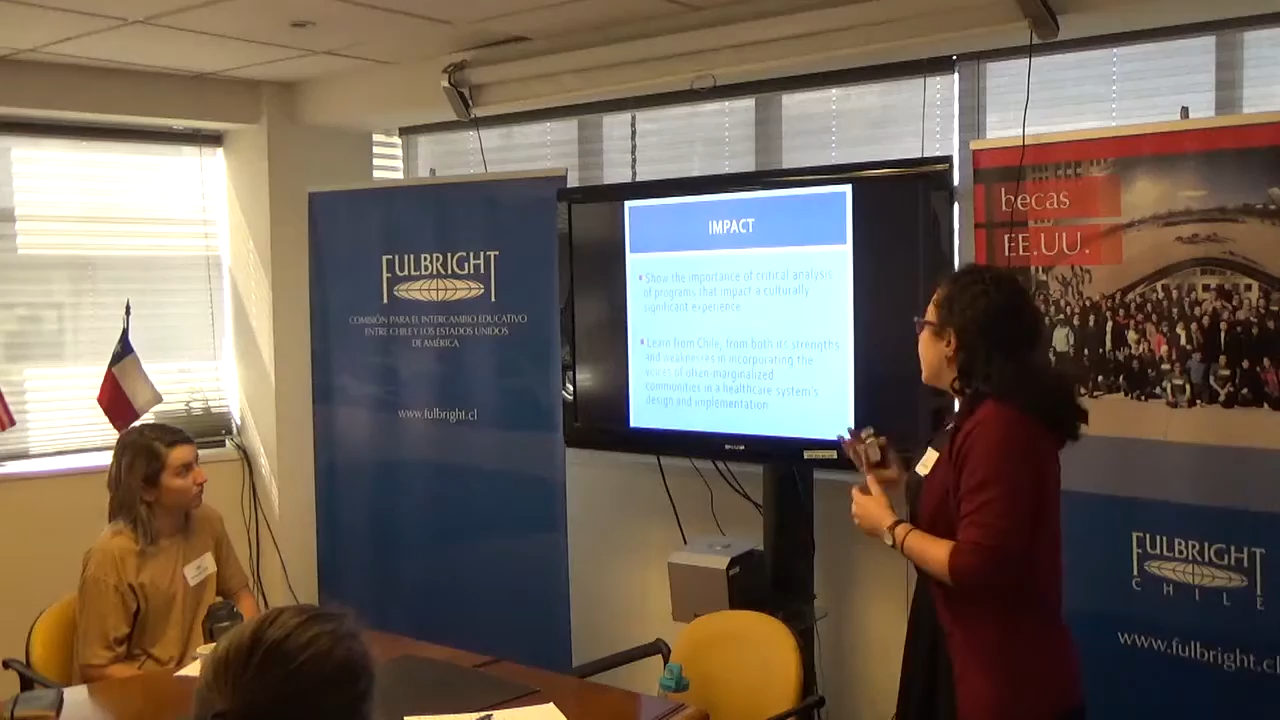 FULBRIGHT
COMISIÓN PARA EL INTERCAMBIO EDUCATIVO
ENTRE CHILE Y LOS ESTADOS UNIDOS
DE AMÉRICA
www.fulbright.cl
IMPACT
Show the importance of critical analysis
of programs that impact a culturally
significant experience.
Learn from Chile, from both its strengths
and weaknesses in incorporating the
voices of often-marginalized
communities in a healthcare system's
design and implementation.
SHARP
becas
EE.UU.
FULBRIGHT
CHILE
www.fulbright.cl